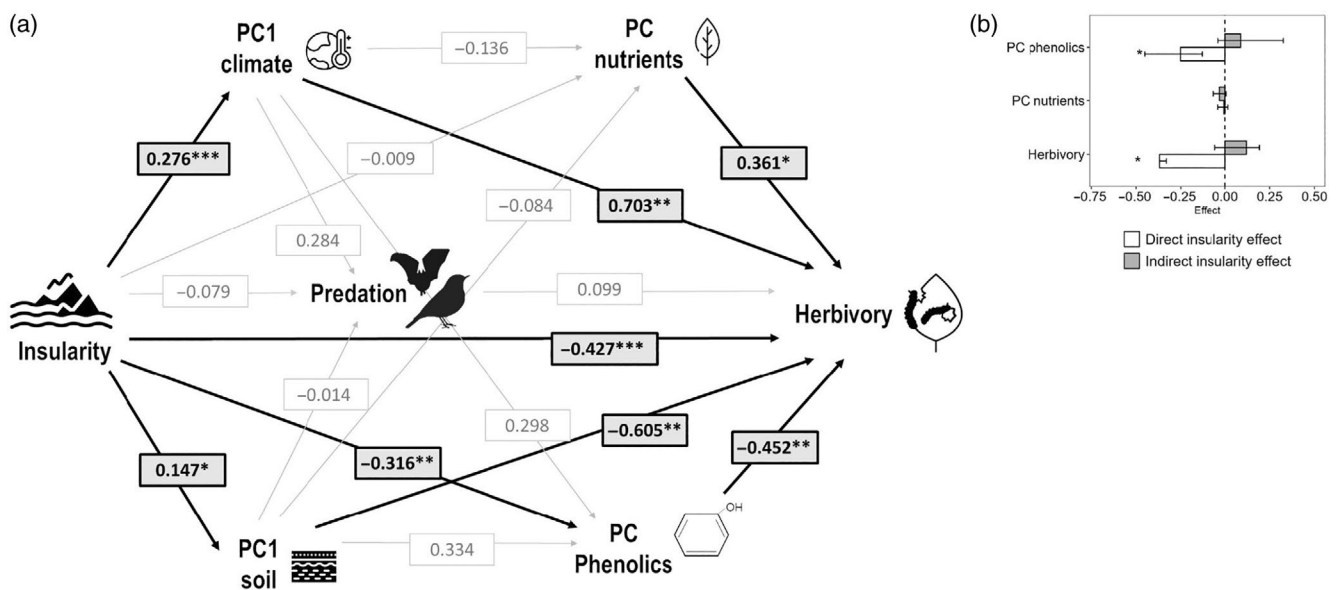 (a)
PC1
climate
PC
nutrients
−0.136
0.276***
−0.009
0.361*
0.703**
−0.084
0.284
−0.079
Predation
0.099
Herbivory
Insularity
−0.427***
−0.014
0.298
−0.605**
−0.452**
0.147*
−0.316**
OH
PC1
soil
0.334
PC
Phenolics
(b)
PC phenolics
*
PC nutrients
Herbivory
*
−0.75 −0.50 −0.25 0.00 0.25 0.50
Effect
Direct insularity effect
Indirect insularity effect